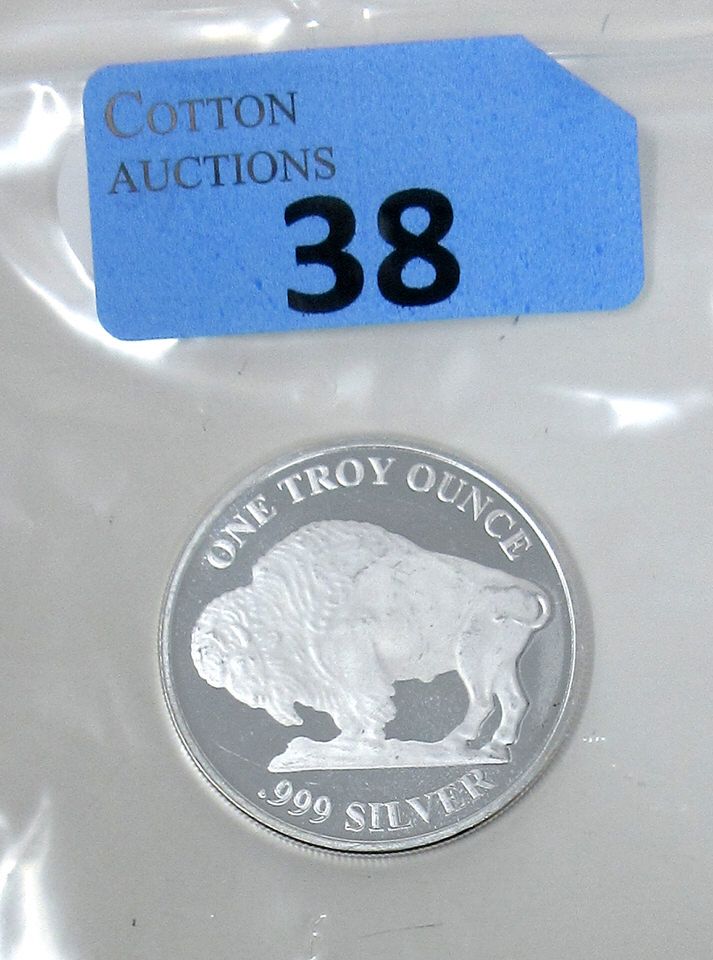 COTTON
AUCTIONS
38
ONE TROY OUNCE
.999 SILVER